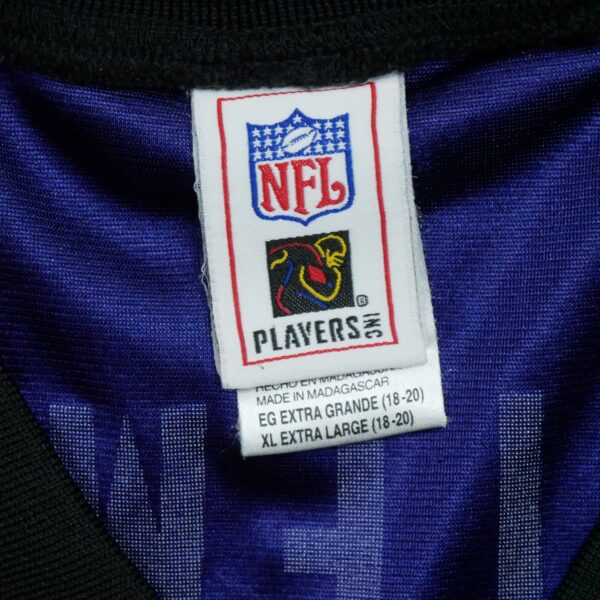 NFL
PLAYERS INC
®
HECHO EN MADAGASCAR
MADE IN MADAGASCAR
EG EXTRA GRANDE (18-20)
XL EXTRA LARGE (18-20)